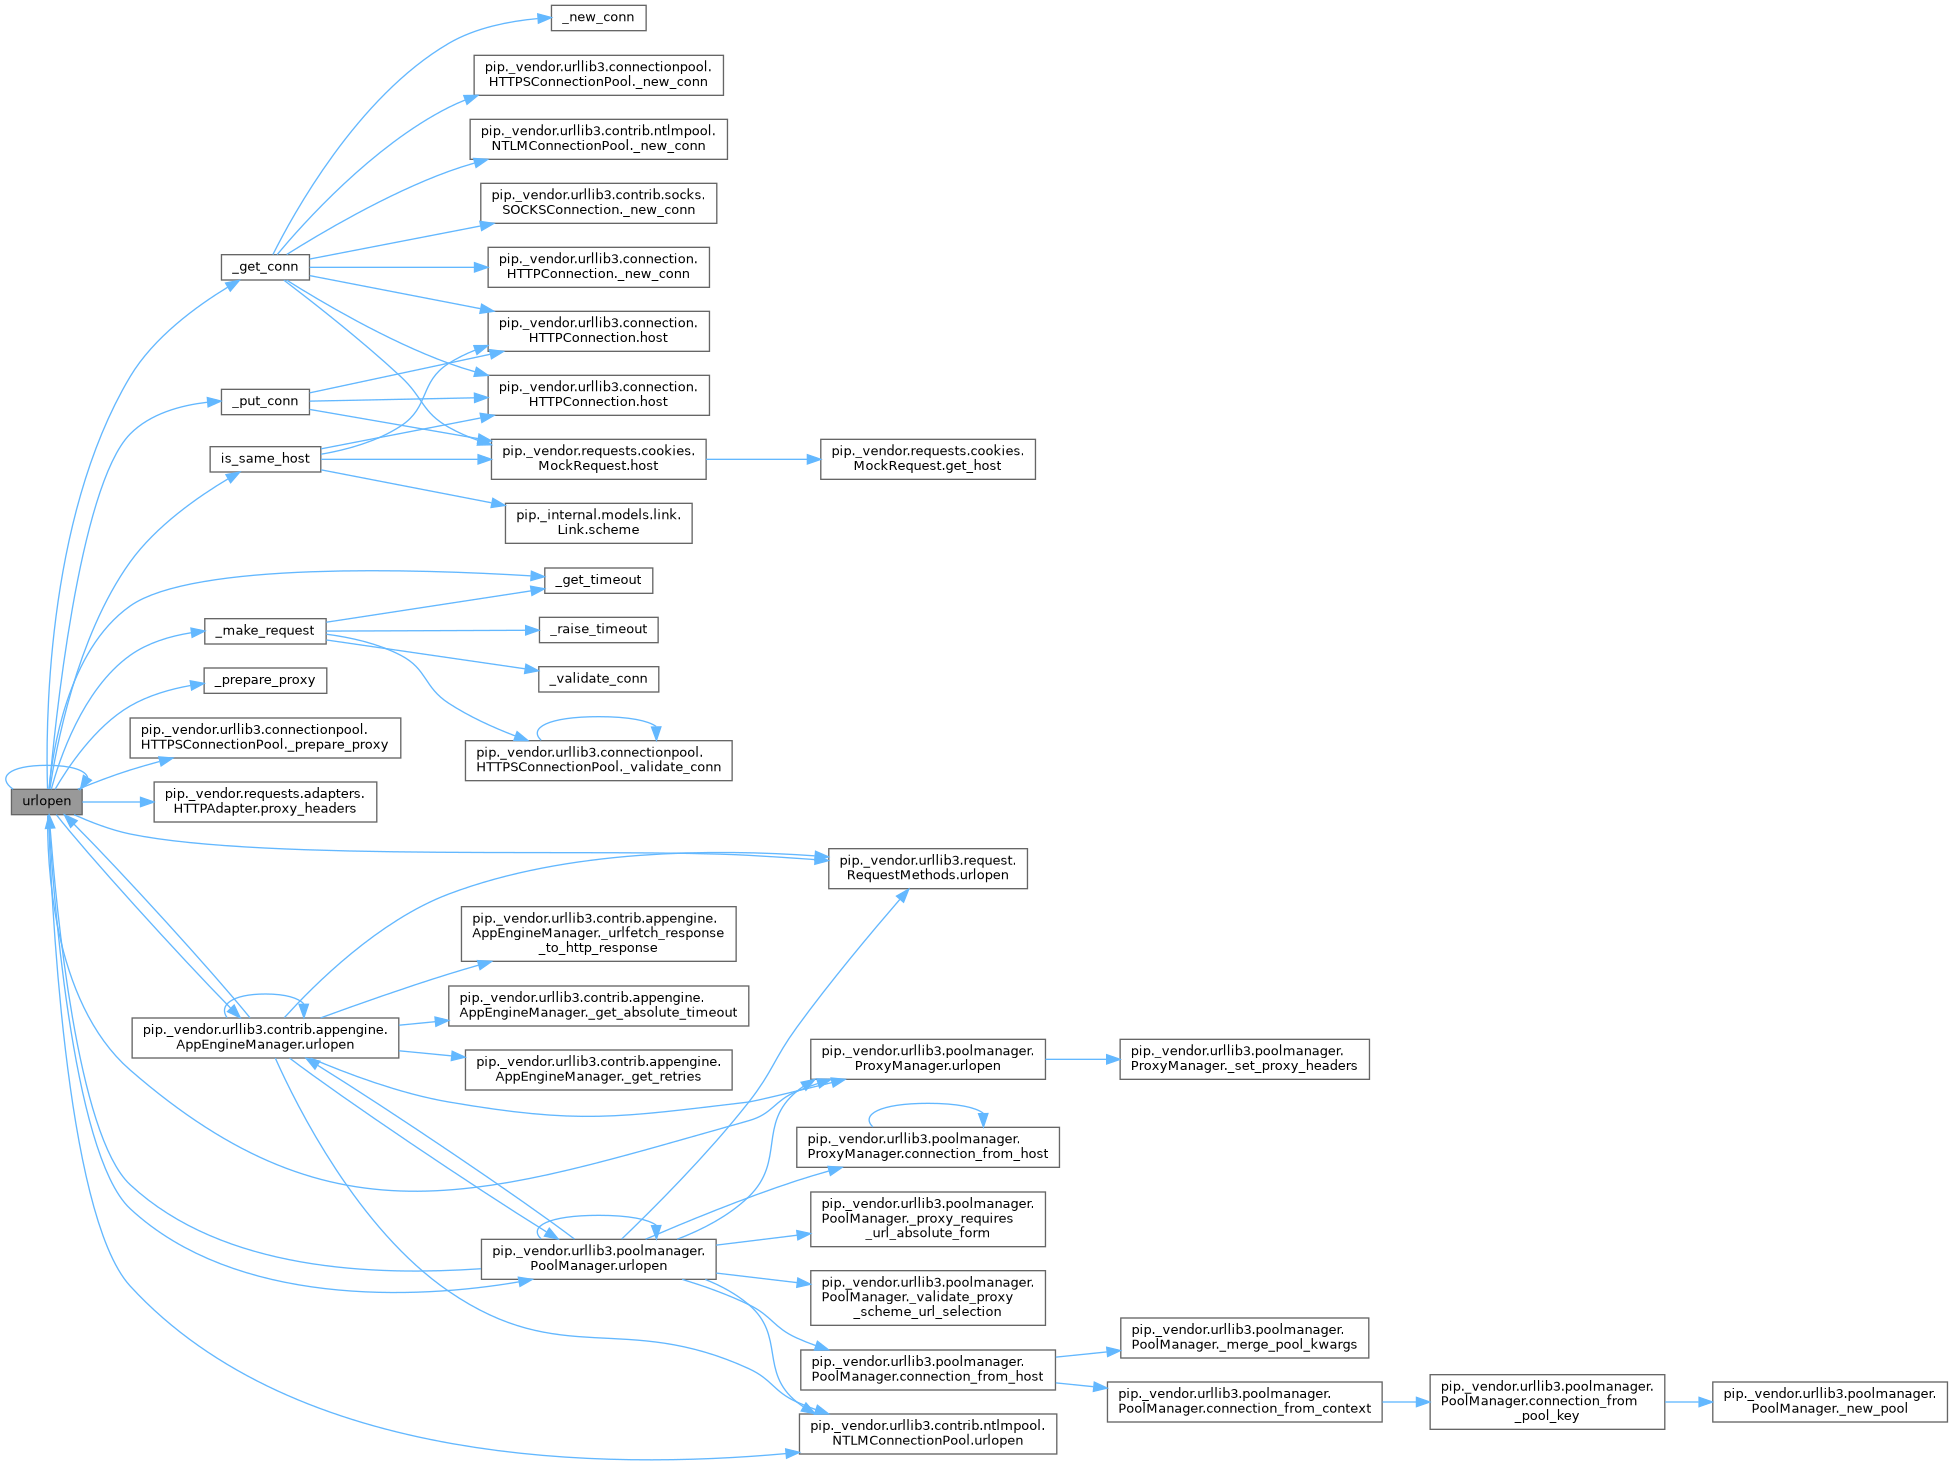 _new_conn
pip._vendor.urllib3.connectionpool.
HTTPSConnectionPool._new_conn
pip._vendor.urllib3.contrib.ntlmpool.
NTLMConnectionPool._new_conn
pip._vendor.urllib3.contrib.socks.
SOCKSConnection._new_conn
_get_conn
pip._vendor.urllib3.connection.
HTTPConnection._new_conn
pip._vendor.urllib3.connection.
HTTPConnection.host
_put_conn
pip._vendor.urllib3.connection.
HTTPConnection.host
is_same_host
pip._vendor.requests.cookies.
MockRequest.host
pip._vendor.requests.cookies.
MockRequest.get_host
pip._internal.models.link.
Link.scheme
_get_timeout
_make_request
_raise_timeout
_prepare_proxy
_validate_conn
pip._vendor.urllib3.connectionpool.
HTTPSConnectionPool._prepare_proxy
pip._vendor.urllib3.connectionpool.
HTTPSConnectionPool._validate_conn
urlopen
pip._vendor.requests.adapters.
HTTPAdapter.proxy_headers
pip._vendor.urllib3.request.
RequestMethods.urlopen
pip._vendor.urllib3.contrib.appengine.
AppEngineManager._urlfetch_response
_to_http_response
pip._vendor.urllib3.contrib.appengine.
AppEngineManager._get_absolute_timeout
pip._vendor.urllib3.contrib.appengine.
AppEngineManager.urlopen
pip._vendor.urllib3.contrib.appengine.
AppEngineManager._get_retries
pip._vendor.urllib3.poolmanager.
ProxyManager.urlopen
pip._vendor.urllib3.poolmanager.
ProxyManager._set_proxy_headers
pip._vendor.urllib3.poolmanager.
ProxyManager.connection_from_host
pip._vendor.urllib3.poolmanager.
PoolManager._proxy_requires
_url_absolute_form
pip._vendor.urllib3.poolmanager.
PoolManager.urlopen
pip._vendor.urllib3.poolmanager.
PoolManager._validate_proxy
_scheme_url_selection
pip._vendor.urllib3.poolmanager.
PoolManager.connection_from_host
pip._vendor.urllib3.poolmanager.
PoolManager._merge_pool_kwargs
pip._vendor.urllib3.poolmanager.
PoolManager.connection_from_context
pip._vendor.urllib3.poolmanager.
PoolManager.connection_from
_pool_key
pip._vendor.urllib3.poolmanager.
PoolManager._new_pool
pip._vendor.urllib3.contrib.ntlmpool.
NTLMConnectionPool.urlopen